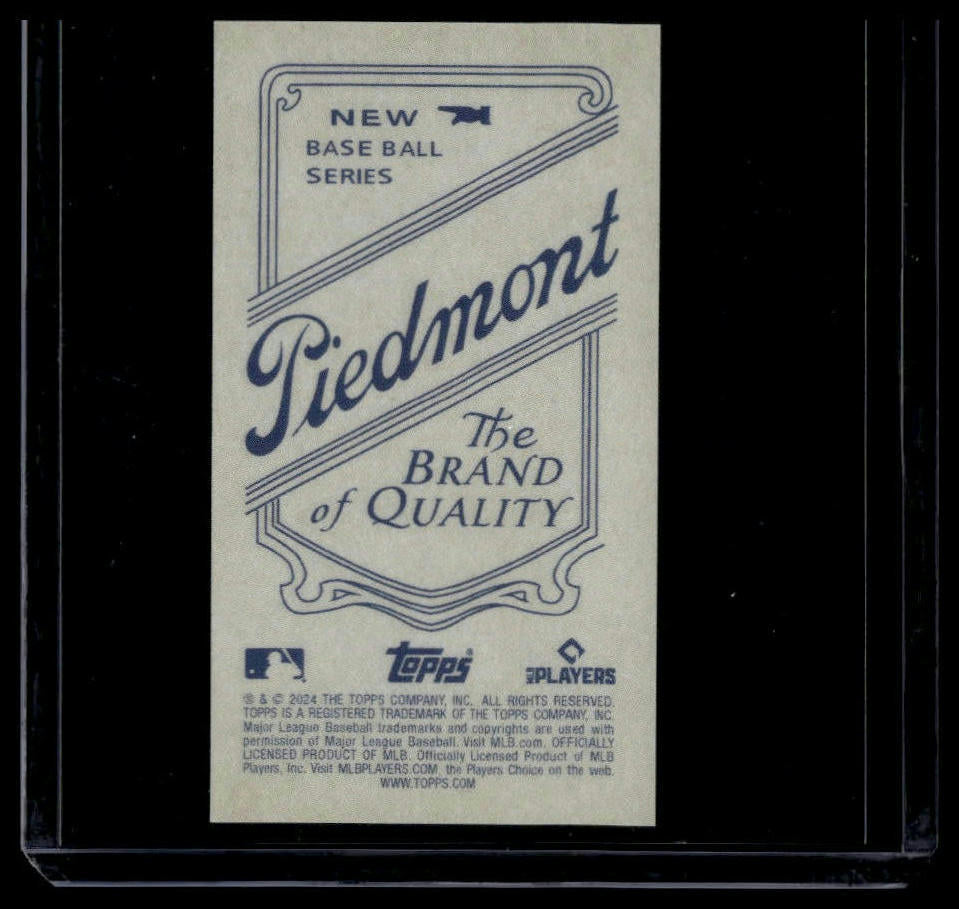 NEW
BASE BALL
SERIES
Piedmont
The
BRAND
of QUALITY
TOPPS®
MLB PLAYERS
® & © 2024 THE TOPPS COMPANY, INC. ALL RIGHTS RESERVED.
TOPPS IS A REGISTERED TRADEMARK OF THE TOPPS COMPANY, INC.
Major League Baseball trademarks and copyrights are used with
permission of Major League Baseball. Visit MLB.com. OFFICIALLY
LICENSED PRODUCT OF MLB. Officially Licensed Product of MLB
Players, Inc. Visit MLBPLAYERS.COM, the Players Choice on the web.
WWW.TOPPS.COM